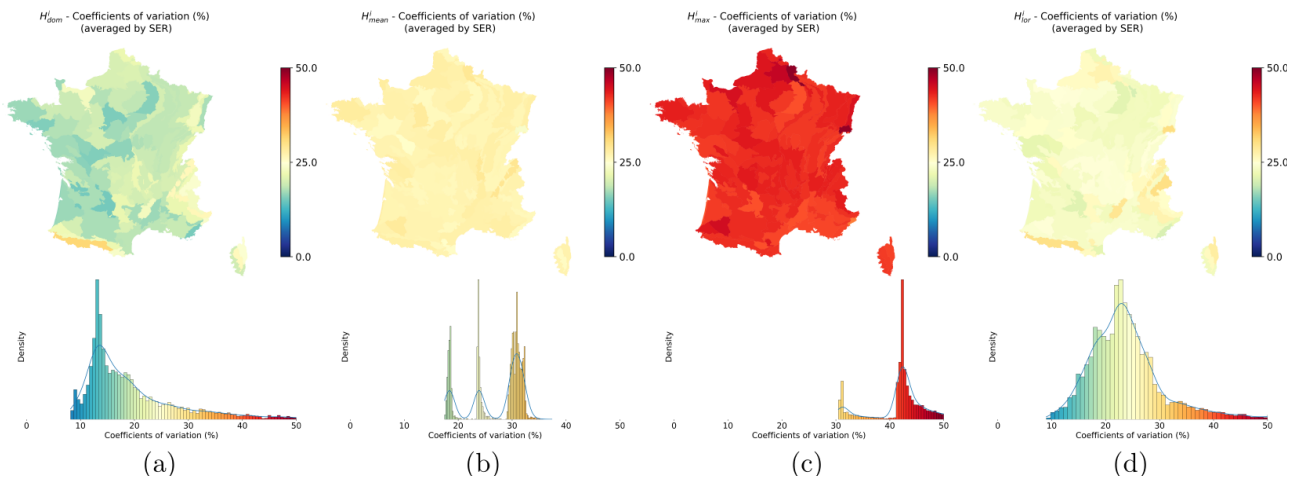 H^i_dom - Coefficients of variation (%)
(averaged by SER)
50.0
25.0
0.0
Density
0 10 20 30 40 50
Coefficients of variation (%)
(a)
H^i_mean - Coefficients of variation (%)
(averaged by SER)
50.0
25.0
0.0
Density
0 10 20 30 40 50
Coefficients of variation (%)
(b)
H^i_max - Coefficients of variation (%)
(averaged by SER)
50.0
25.0
0.0
Density
0 10 20 30 40 50
Coefficients of variation (%)
(c)
H^i_lor - Coefficients of variation (%)
(averaged by SER)
50.0
25.0
0.0
Density
0 10 20 30 40 50
Coefficients of variation (%)
(d)